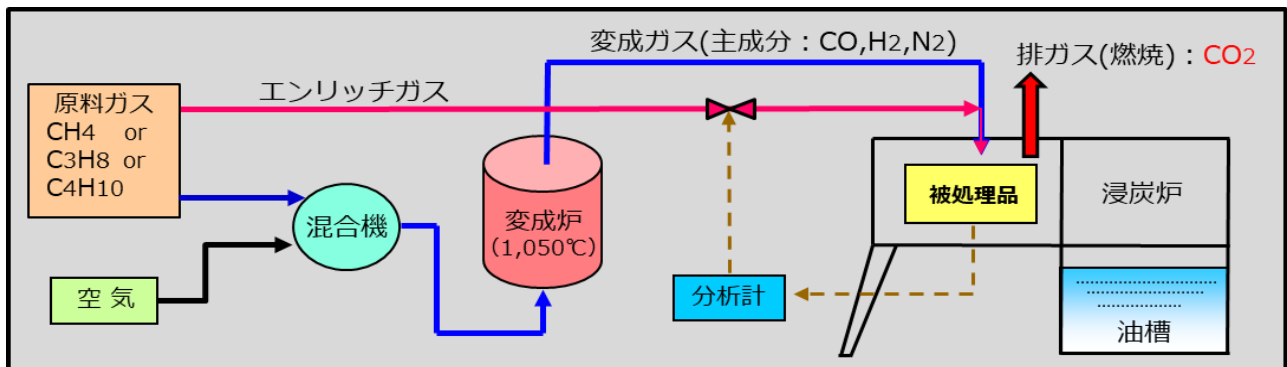 変成ガス(主成分：CO,H2,N2)
排ガス(燃焼)：CO2
エンリッチガス
原料ガス
CH4 or
C3H8 or
C4H10
混合機
変成炉
(1,050℃)
被処理品
浸炭炉
空 気
分析計
油槽